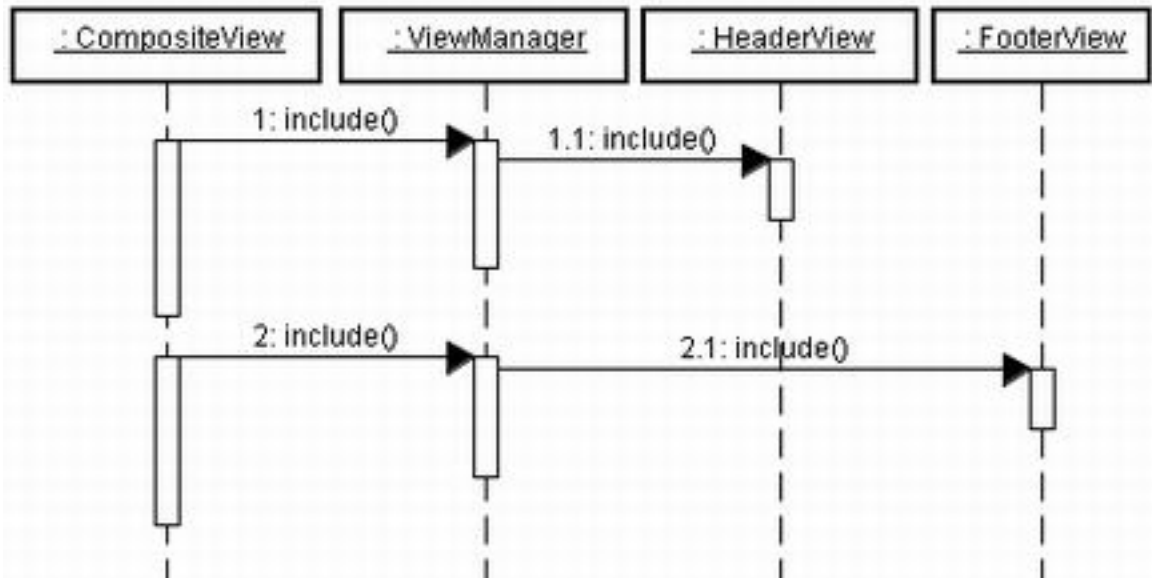 : CompositeView
: ViewManager
: HeaderView
: FooterView
1: include()
1.1: include()
2: include()
2.1: include()